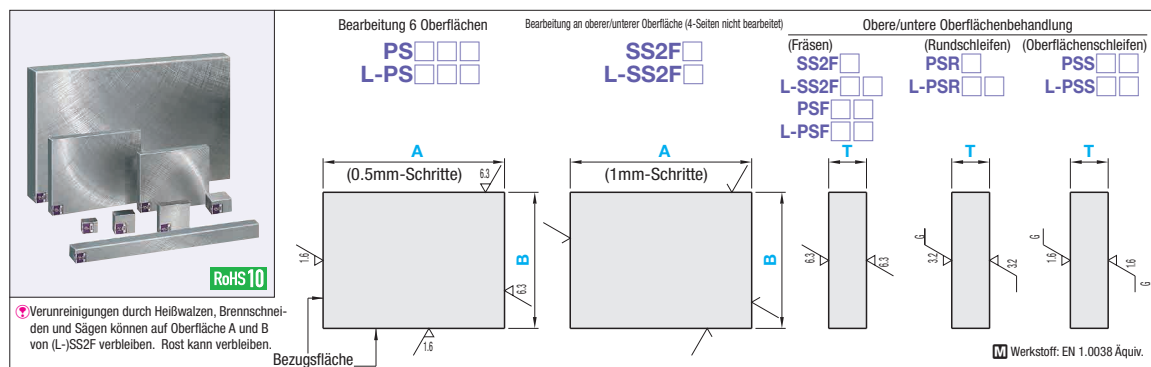 Bearbeitung 6 Oberflächen
PS□□□
L-PS□□□
Bearbeitung an oberer/unterer Oberfläche (4-Seiten nicht bearbeitet)
SS2F□
L-SS2F□
Obere/untere Oberflächenbehandlung
(Fräsen)
SS2F□
L-SS2F□□
PSF□□
L-PSF□□
(Rundschleifen)
PSR□
L-PSR□□
(Oberflächenschleifen)
PSS□□
L-PSS□□
A
(0.5mm-Schritte)
6.3
1.6
B
6.3
1.6
Bezugsfläche
A
(1mm-Schritte)
B
T
6.3
6.3
T
G
3.2
3.2
G
T
G
1.6
1.6
G
RoHS 10
Verunreinigungen durch Heißwalzen, Brennschnei-
den und Sägen können auf Oberfläche A und B
von (L-)SS2F verbleiben. Rost kann verbleiben.
M Werkstoff: EN 1.0038 Äquiv.